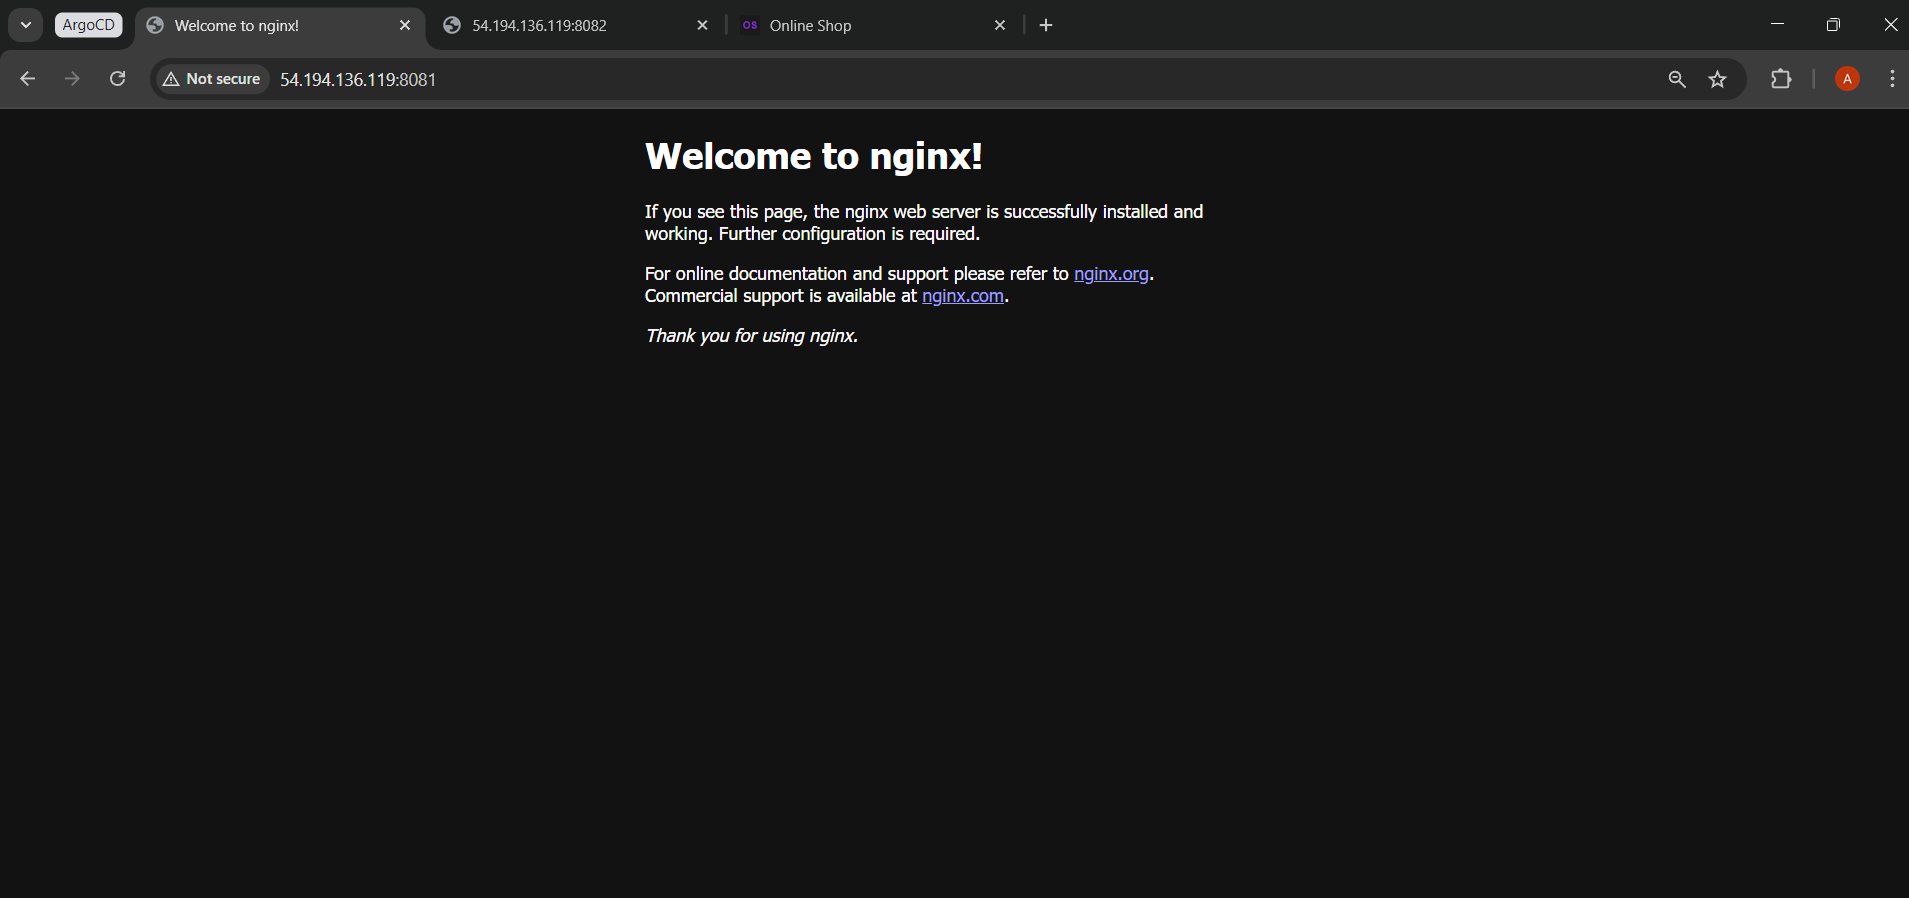 ArgoCD
Welcome to nginx!
54.194.136.119:8082
OS Online Shop
Not secure
54.194.136.119:8081
A
Welcome to nginx!
If you see this page, the nginx web server is successfully installed and
working. Further configuration is required.
For online documentation and support please refer to nginx.org.
Commercial support is available at nginx.com.
Thank you for using nginx.